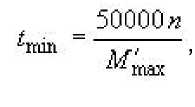 t_min = 50000 n / M′_max ,